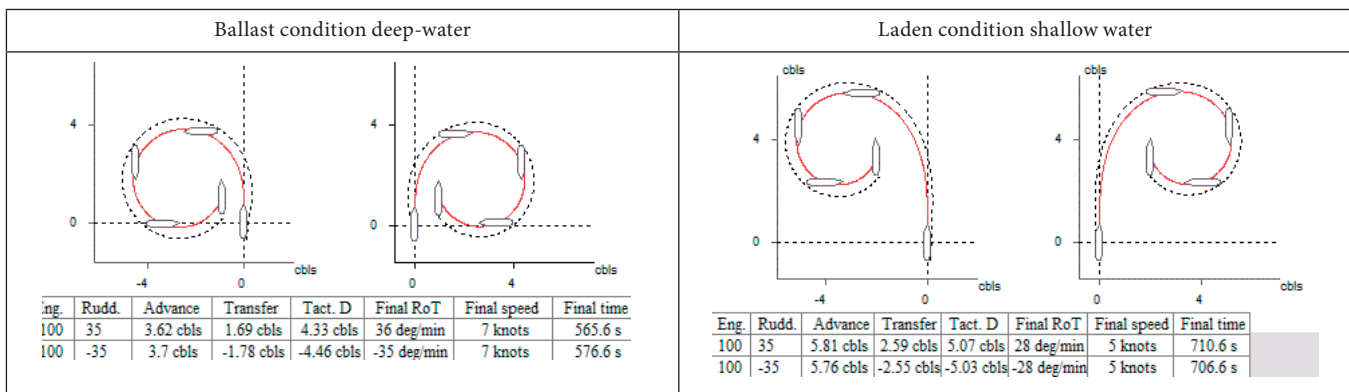 Ballast condition deep-water
Laden condition shallow water
4
0
-4
0
cbls
4
0
0
4
cbls
cbls
4
0
-4
0
cbls
cbls
4
0
0
4
cbls
Eng. Rudd. Advance Transfer Tact. D Final RoT Final speed Final time
100 35 3.62 cbls 1.69 cbls 4.33 cbls 36 deg/min 7 knots 565.6 s
100 -35 3.7 cbls -1.78 cbls -4.46 cbls -35 deg/min 7 knots 576.6 s
Eng. Rudd. Advance Transfer Tact. D Final RoT Final speed Final time
100 35 5.81 cbls 2.59 cbls 5.07 cbls 28 deg/min 5 knots 710.6 s
100 -35 5.76 cbls -2.55 cbls -5.03 cbls -28 deg/min 5 knots 706.6 s